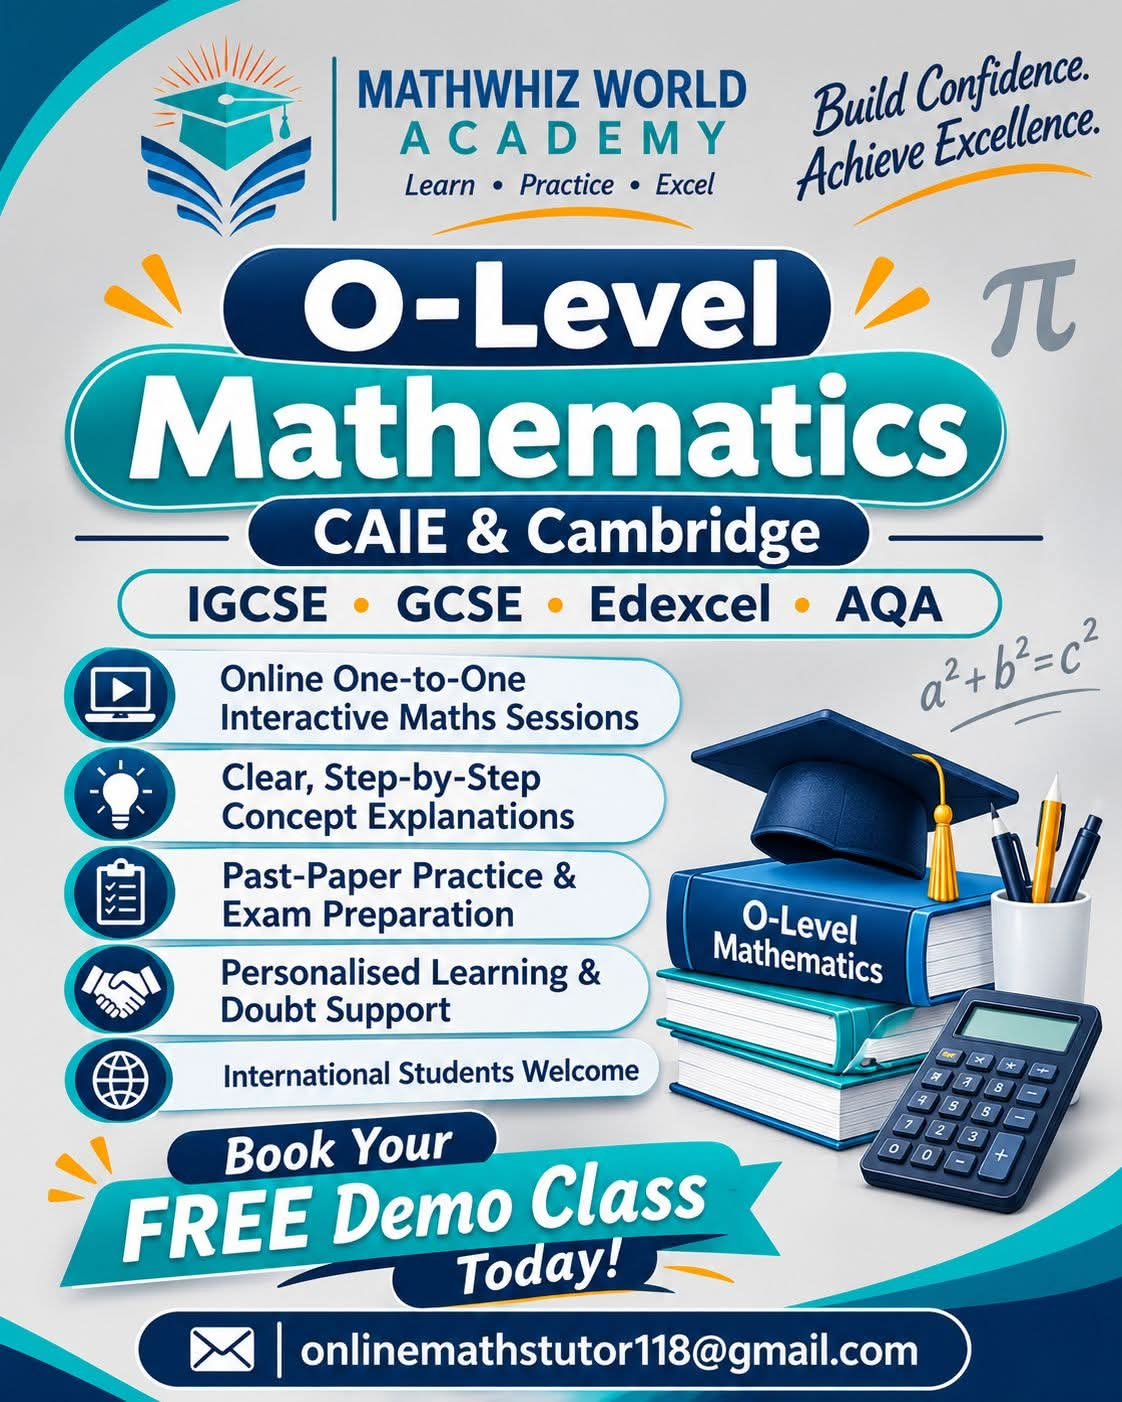 MATHWHIZ WORLD
ACADEMY
Learn • Practice • Excel
Build Confidence.
Achieve Excellence.
O-Level
π
Mathematics
CAIE & Cambridge
IGCSE • GCSE • Edexcel • AQA
a²+b²=c²
Online One-to-One
Interactive Maths Sessions
Clear, Step-by-Step
Concept Explanations
Past-Paper Practice &
Exam Preparation
Personalised Learning &
Doubt Support
International Students Welcome
O-Level
Mathematics
Book Your
FREE Demo Class
Today!
onlinemathstutor118@gmail.com